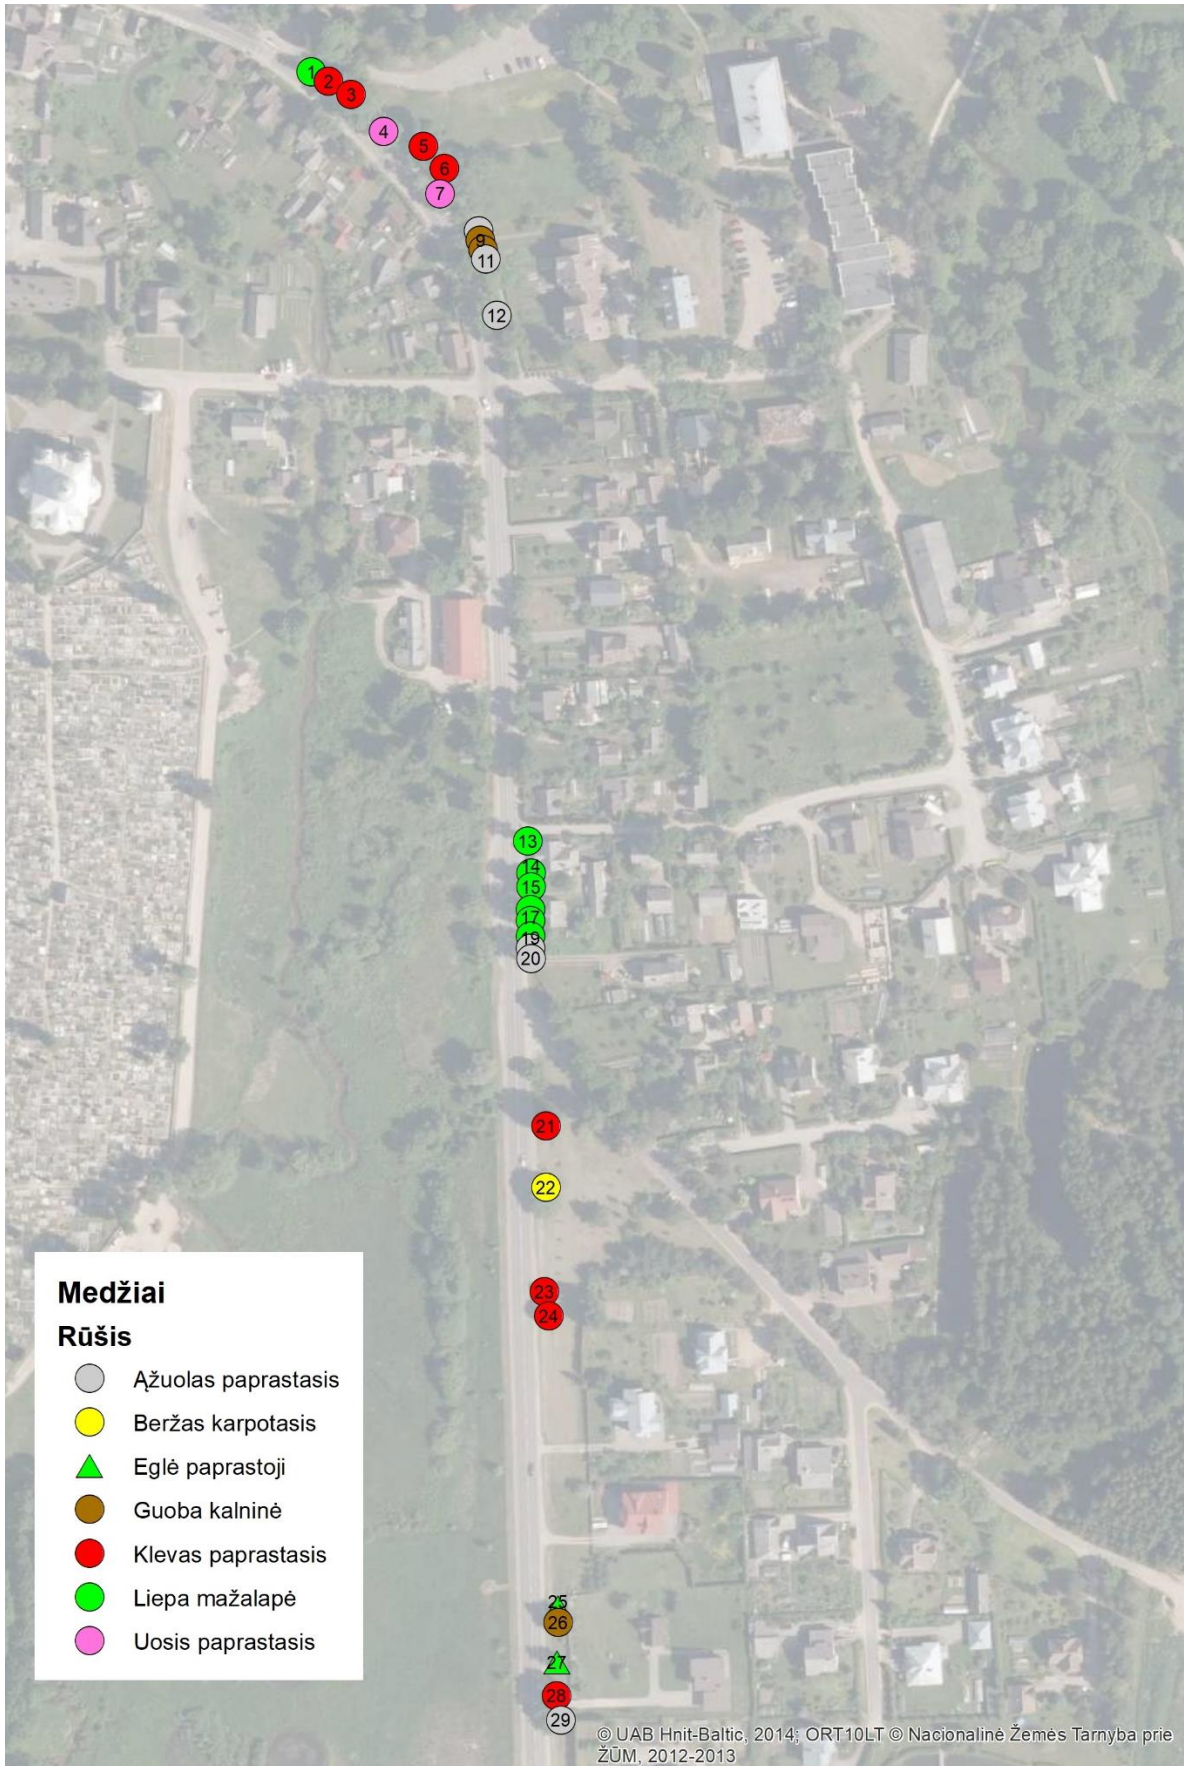 1
2
3
4
5
6
7
9
11
12
13
14
15
17
19
20
21
22
23
24
25
26
27
28
29
Medžiai
Rūšis
Ąžuolas paprastasis
Beržas karpotasis
Eglė paprastoji
Guoba kalninė
Klevas paprastasis
Liepa mažalapė
Uosis paprastasis
© UAB Hnit-Baltic, 2014; ORT10LT © Nacionalinė Žemės Tarnyba prie
ŽŪM, 2012-2013